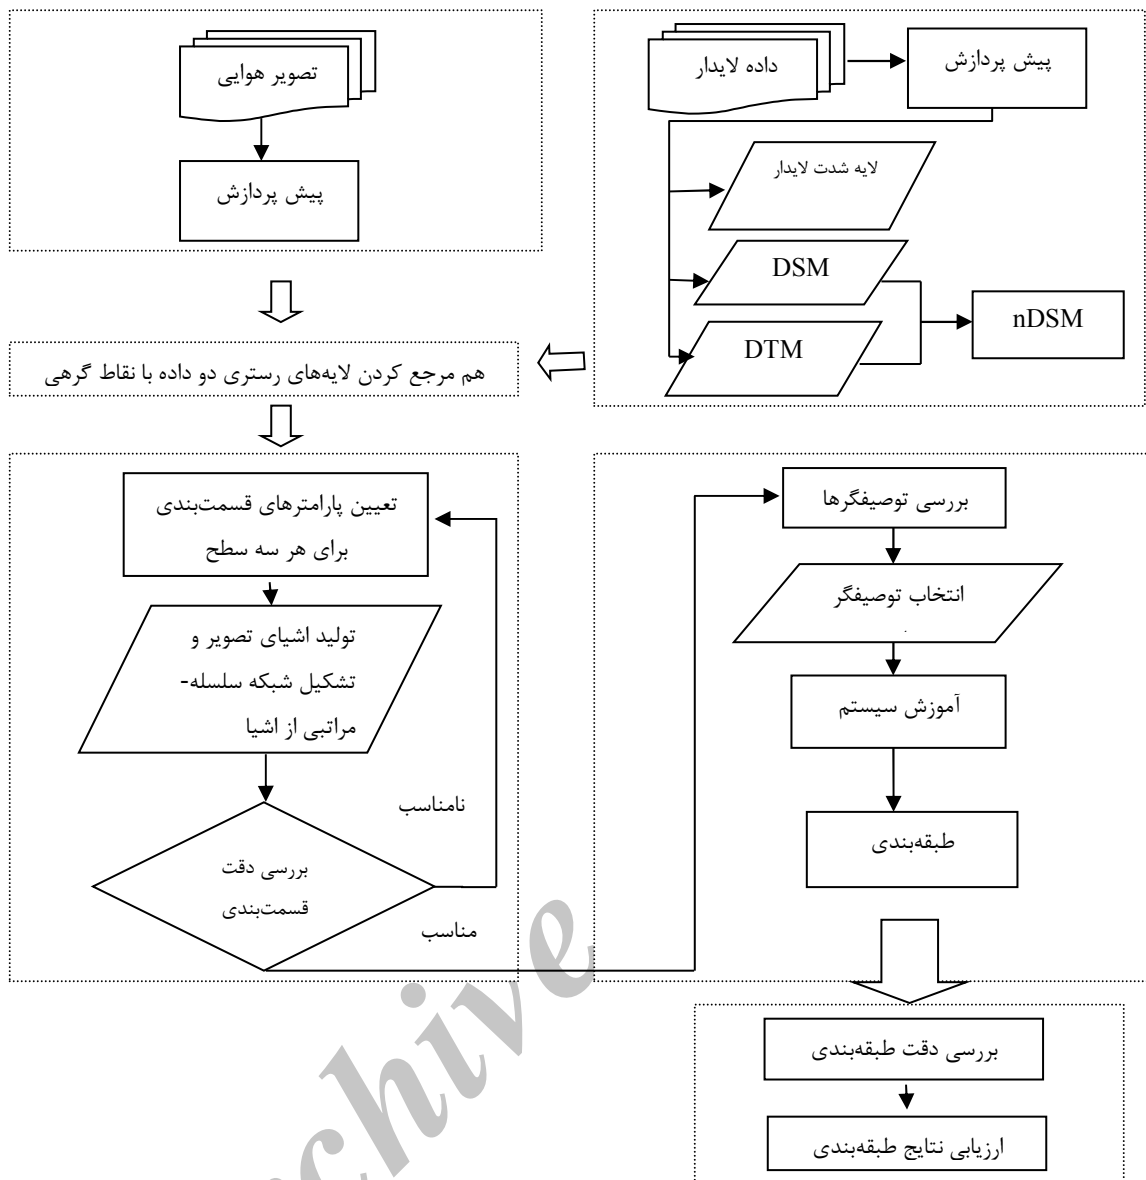 تصویر هوایی
پیش پردازش
داده لایدار
پیش پردازش
لایه شدت لایدار
DSM
DTM
nDSM
هم مرجع کردن لایه‌های رستری دو داده با نقاط گرهی
تعیین پارامترهای قسمت‌بندی
برای هر سه سطح
تولید اشیای تصویر و
تشکیل شبکه سلسله-
مراتبی از اشیا
نامناسب
بررسی دقت
قسمت‌بندی
مناسب
بررسی توصیفگرها
انتخاب توصیفگر
آموزش سیستم
طبقه‌بندی
بررسی دقت طبقه‌بندی
ارزیابی نتایج طبقه‌بندی
chive